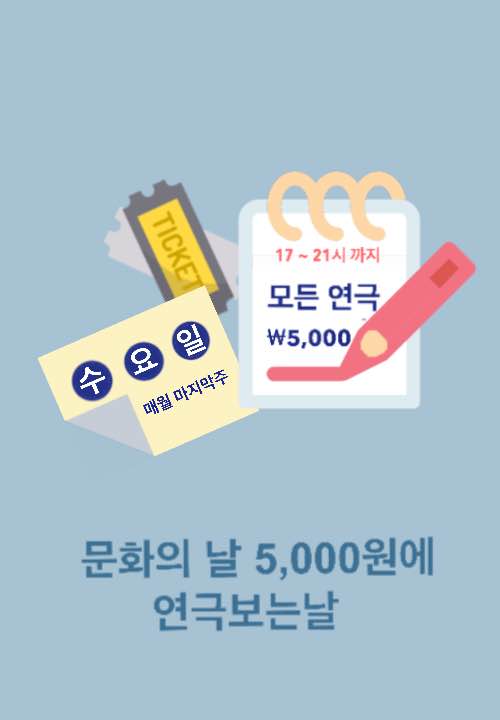 TICKET
17 ~ 21시 까지
모든 연극
₩5,000
수 요 일
매월 마지막주
문화의 날 5,000원에
연극보는날